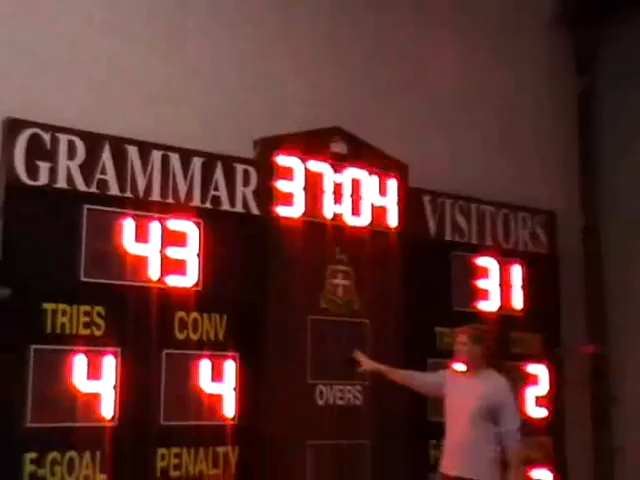 GRAMMAR 37:04 VISITORS
43 31
TRIES CONV
4 4 2
OVERS
F-GOAL PENALTY